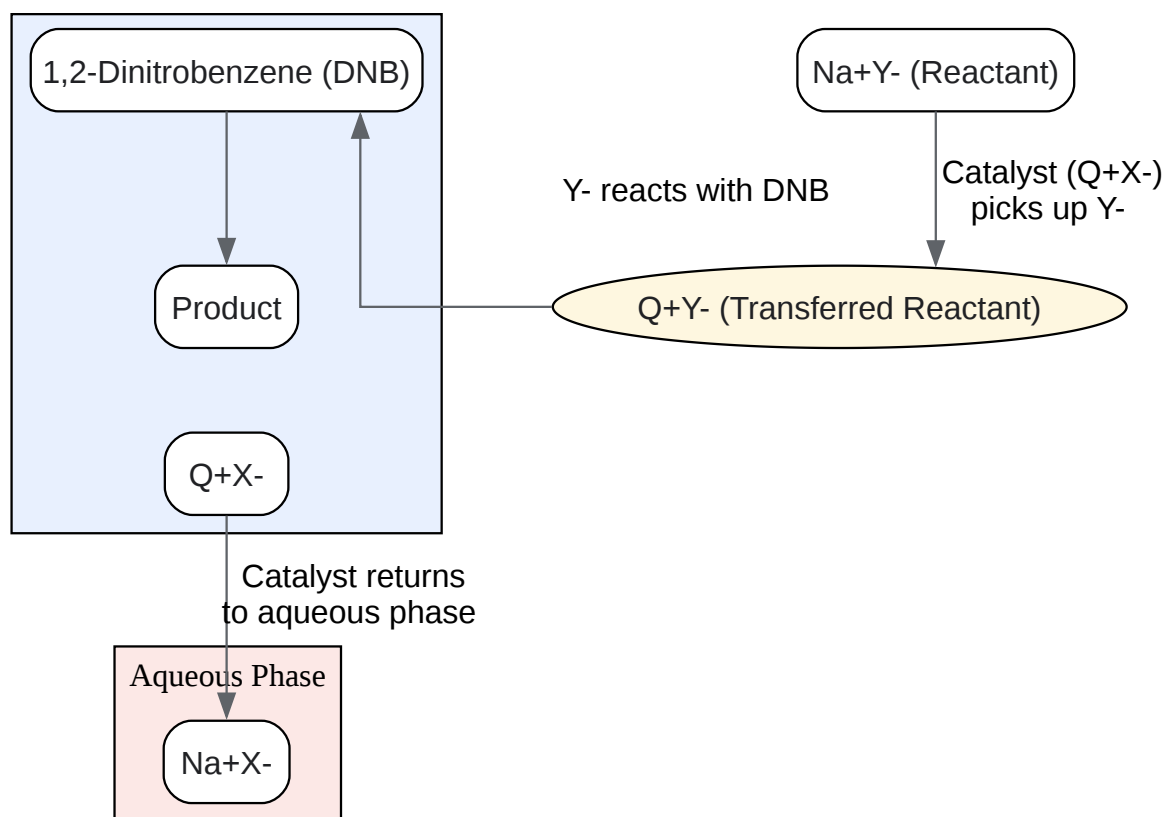 1,2-Dinitrobenzene (DNB)
Na+Y- (Reactant)
Y- reacts with DNB
Catalyst (Q+X-)
picks up Y-
Product
Q+Y- (Transferred Reactant)
Q+X-
Catalyst returns
to aqueous phase
Aqueous Phase
Na+X-